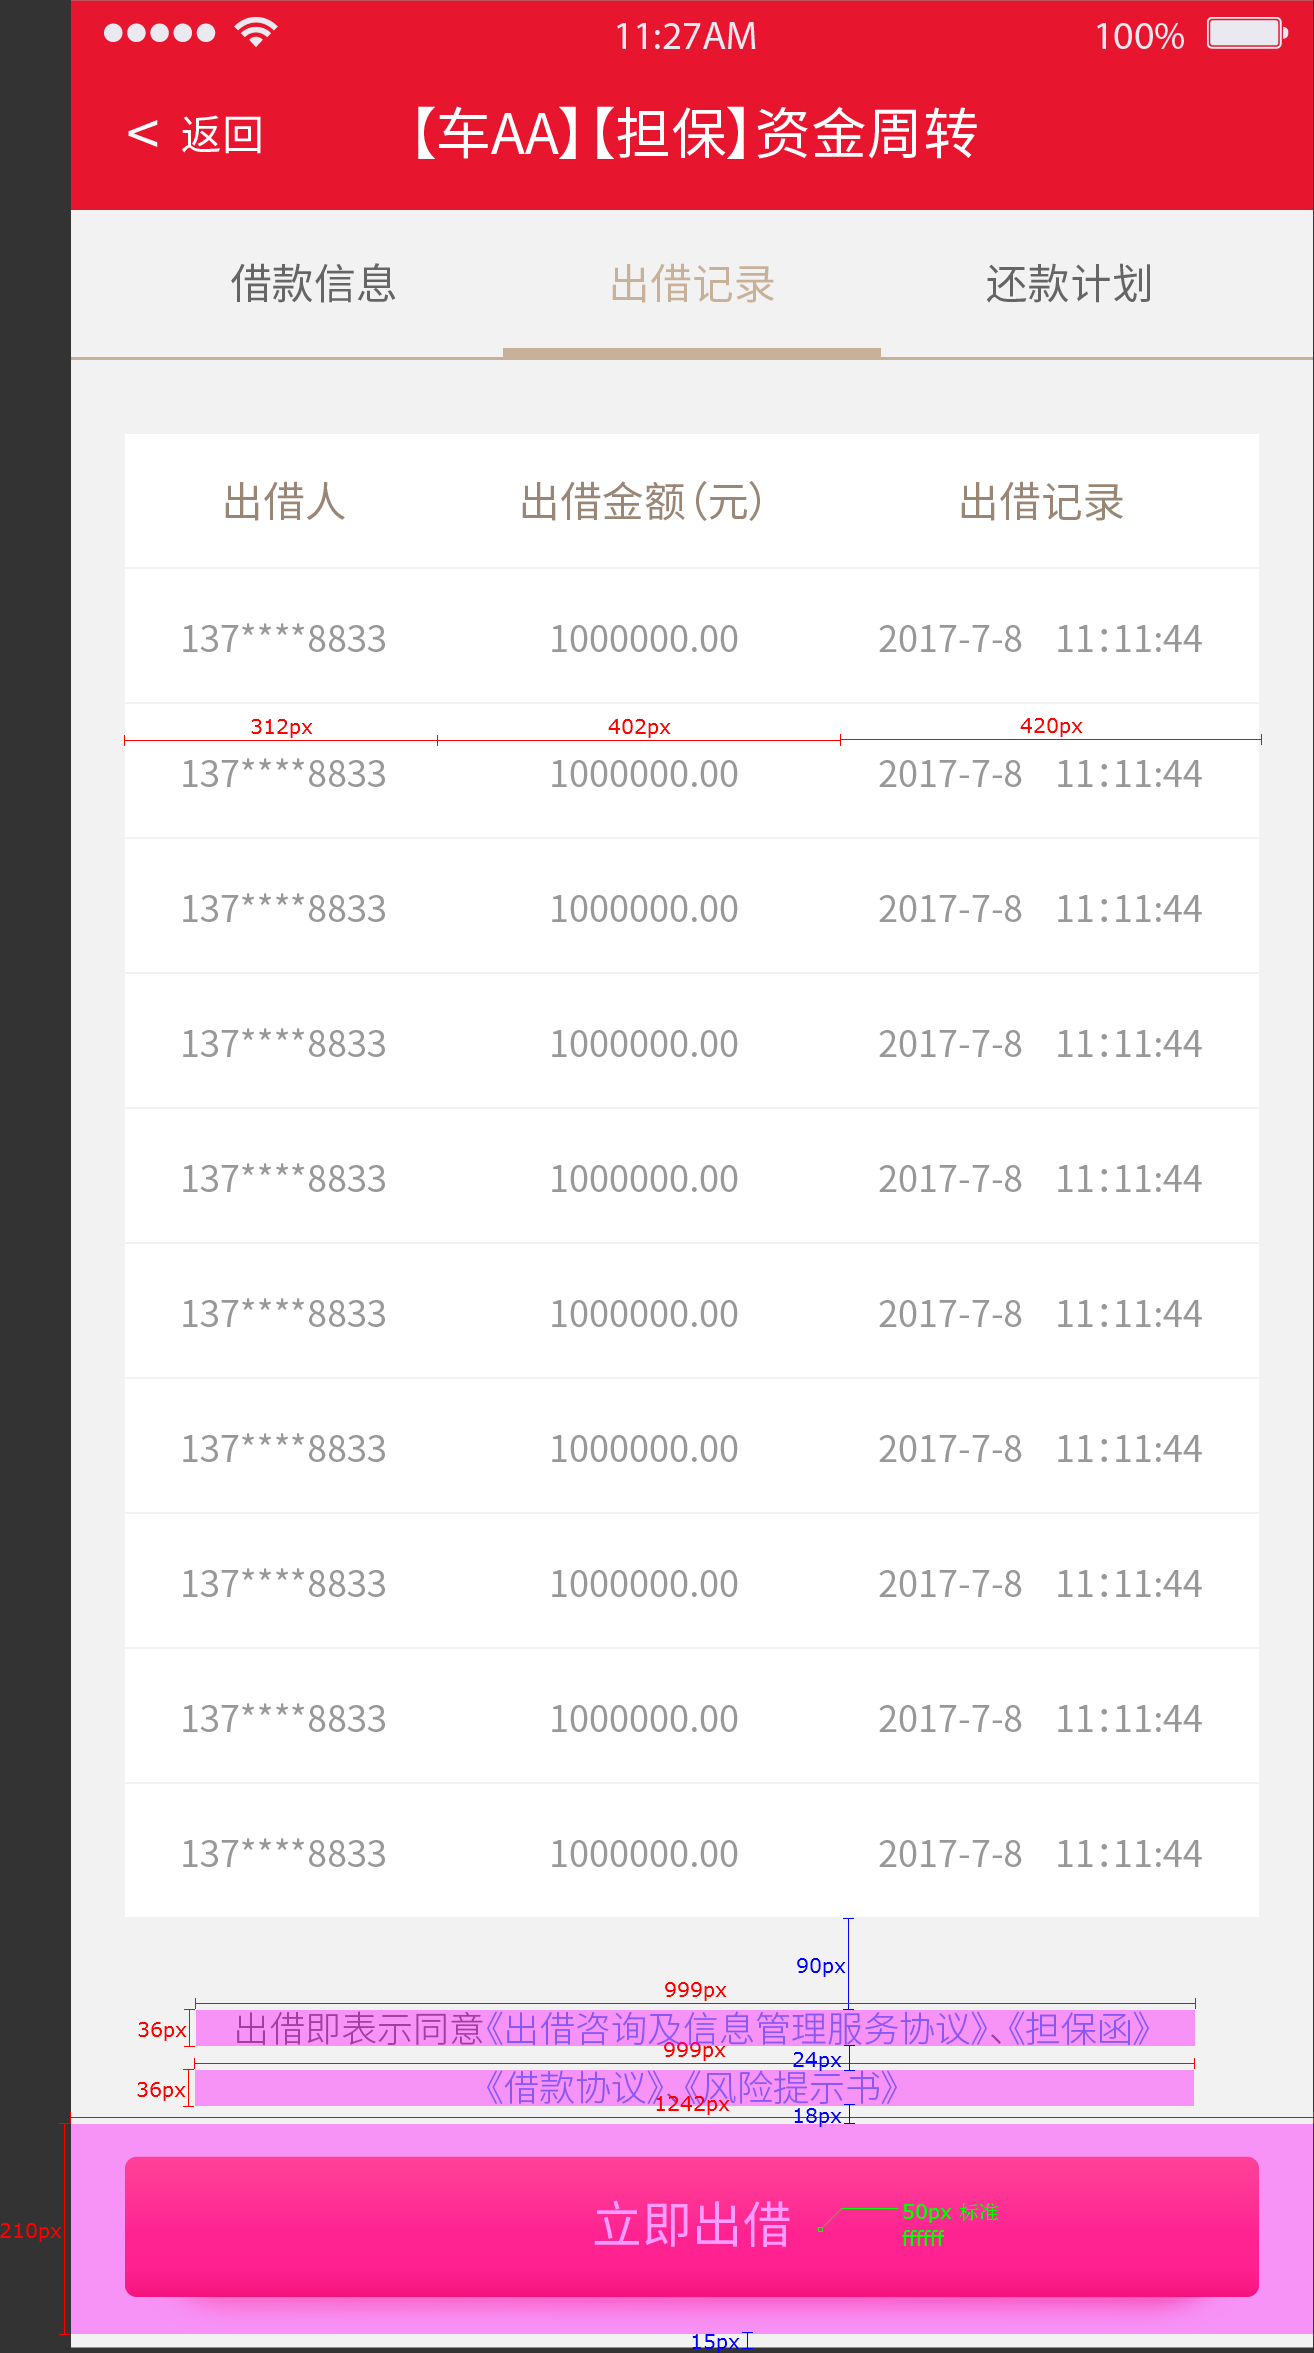 11:27AM 100%
< 返回 【车AA】【担保】资金周转
借款信息 出借记录 还款计划
出借人 出借金额（元） 出借记录
137****8833 1000000.00 2017-7-8 11：11:44
312px 402px 420px
137****8833 1000000.00 2017-7-8 11：11:44
137****8833 1000000.00 2017-7-8 11：11:44
137****8833 1000000.00 2017-7-8 11：11:44
137****8833 1000000.00 2017-7-8 11：11:44
137****8833 1000000.00 2017-7-8 11：11:44
137****8833 1000000.00 2017-7-8 11：11:44
137****8833 1000000.00 2017-7-8 11：11:44
137****8833 1000000.00 2017-7-8 11：11:44
137****8833 1000000.00 2017-7-8 11：11:44
90px
999px
36px 出借即表示同意《出借咨询及信息管理服务协议》、《担保函》
999px 24px
36px 《借款协议》、《风险提示书》
1242px 18px
立即出借 50px 标准
ffffff
210px
15px